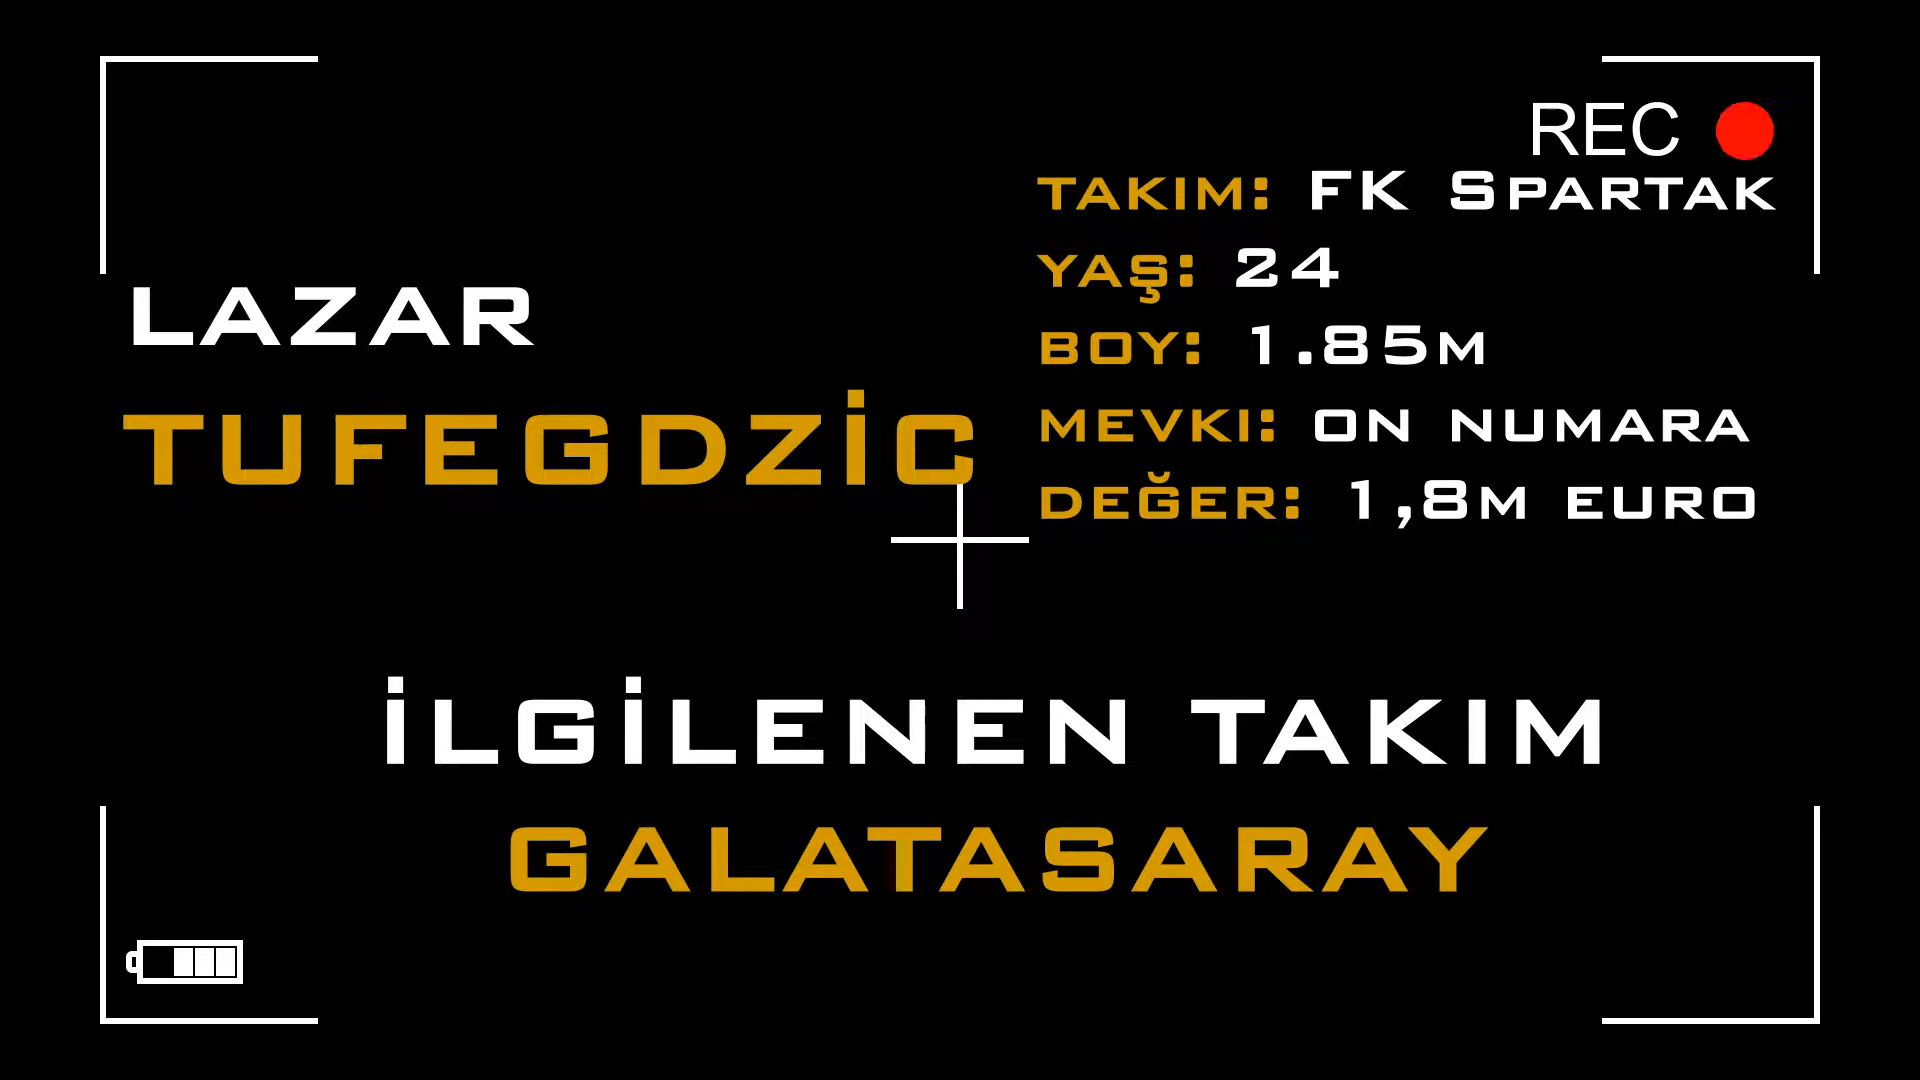 REC
LAZAR
TUFEGDZİC
TAKIM: FK SPARTAK
YAŞ: 24
BOY: 1.85M
MEVKI: ON NUMARA
DEĞER: 1,8M EURO
İLGİLENEN TAKIM
GALATASARAY